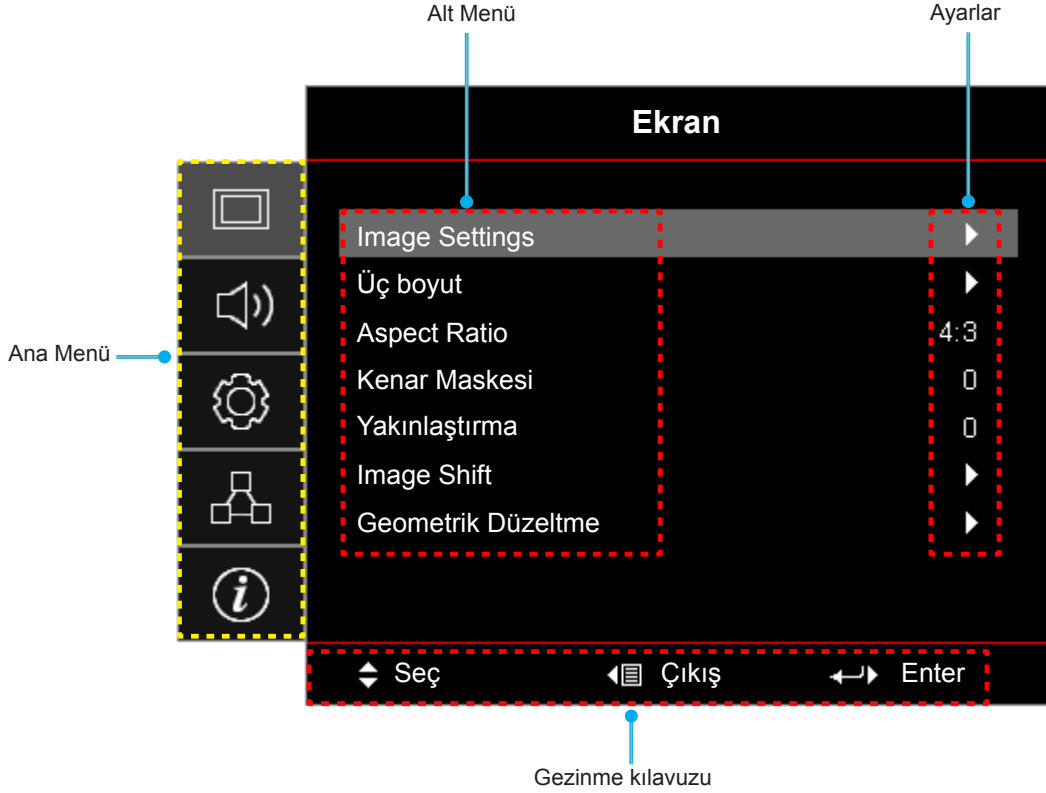 Alt Menü
Ayarlar
Ekran
Image Settings
Üç boyut
Aspect Ratio 4:3
Ana Menü
Kenar Maskesi 0
Yakınlaştırma 0
Image Shift
Geometrik Düzeltme
i
Seç Çıkış Enter
Gezinme kılavuzu